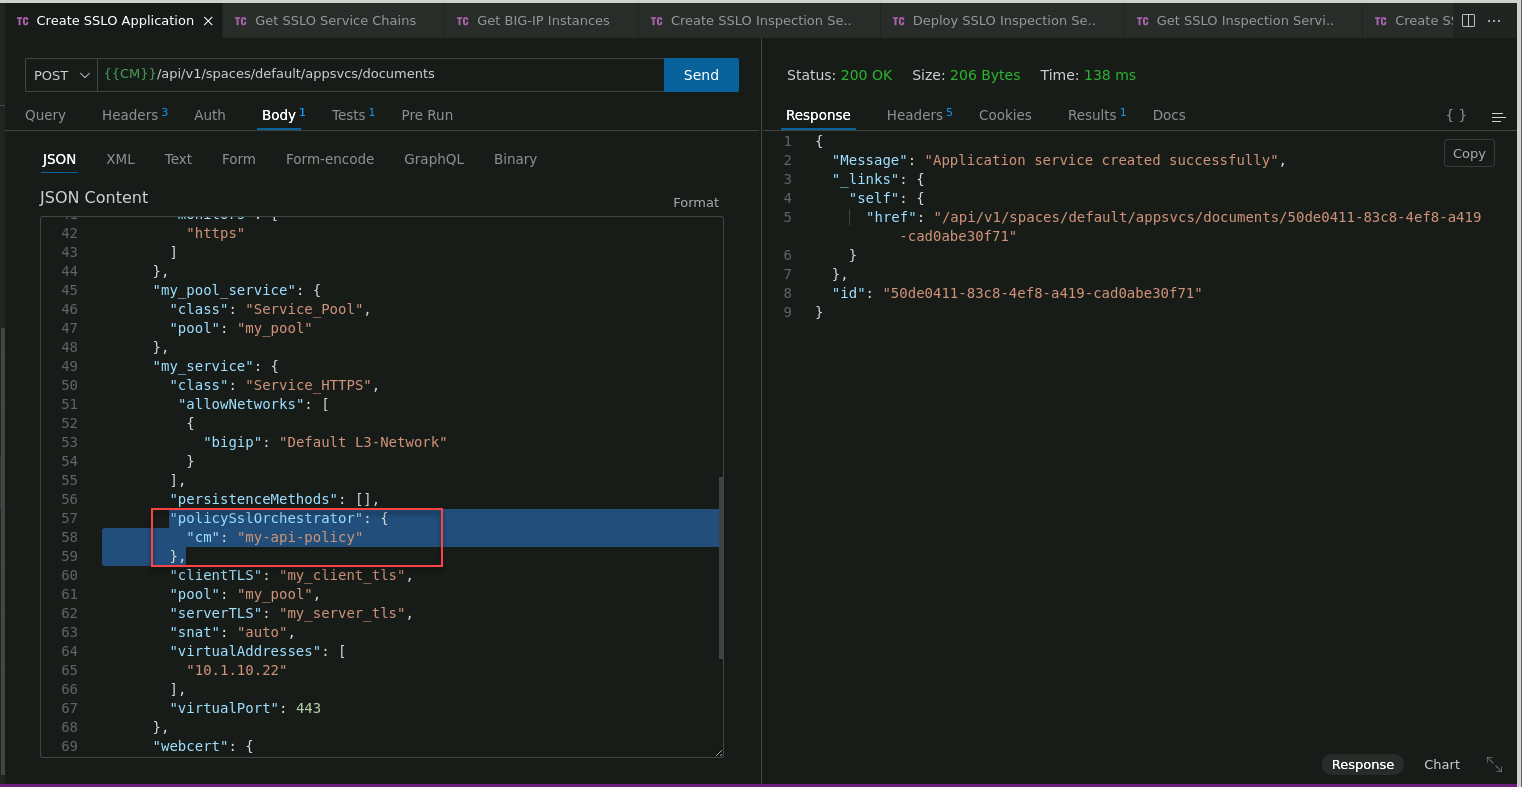 TC Create SSLO Application × TC Get SSLO Service Chains TC Get BIG-IP Instances TC Create SSLO Inspection Se.. TC Deploy SSLO Inspection Se.. TC Get SSLO Inspection Servi.. TC Create S
POST {{CM}}/api/v1/spaces/default/appsvcs/documents Send
Query Headers 3 Auth Body 1 Tests 1 Pre Run
JSON XML Text Form Form-encode GraphQL Binary
JSON Content
Format
41 "monitors": [
42 "https"
43 ]
44 },
45 "my_pool_service": {
46 "class": "Service_Pool",
47 "pool": "my_pool"
48 },
49 "my_service": {
50 "class": "Service_HTTPS",
51 "allowNetworks": [
52 {
53 "bigip": "Default L3-Network"
54 }
55 ],
56 "persistenceMethods": [],
57 "policySslOrchestrator": {
58 "cm": "my-api-policy"
59 },
60 "clientTLS": "my_client_tls",
61 "pool": "my_pool",
62 "serverTLS": "my_server_tls",
63 "snat": "auto",
64 "virtualAddresses": [
65 "10.1.10.22"
66 ],
67 "virtualPort": 443
68 },
69 "webcert": {
Status: 200 OK Size: 206 Bytes Time: 138 ms
Response Headers 5 Cookies Results 1 Docs { }
Copy
1 {
2 "Message": "Application service created successfully",
3 "_links": {
4 "self": {
5 "href": "/api/v1/spaces/default/appsvcs/documents/50de0411-83c8-4ef8-a419
-cad0abe30f71"
6 }
7 },
8 "id": "50de0411-83c8-4ef8-a419-cad0abe30f71"
9 }
Response Chart